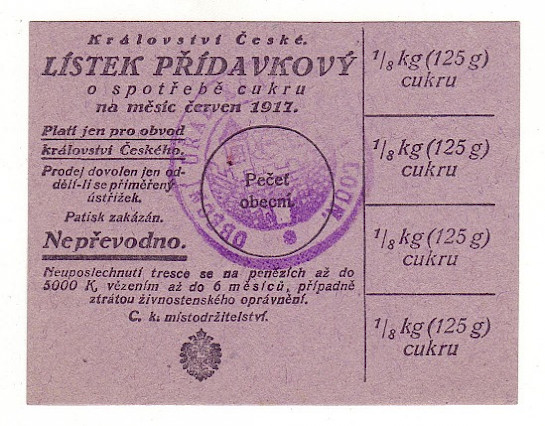 Království České.
LÍSTEK PŘÍDAVKOVÝ
o spotřebě cukru
na měsíc červen 1917.
Platí jen pro obvod
království Českého.
Prodej dovolen jen od-
dělí-li se přiměřený
ústřižek.
Patisk zakázán.
Nepřevodno.
Pečeť
obecní.
Neuposlechnutí tresce se na penězích až do
5000 K, vězením až do 6 měsíců, případně
ztrátou živnostenského oprávnění.
C. k. místodržitelství.
1/8 kg (125 g)
cukru
1/8 kg (125 g)
cukru
1/8 kg (125 g)
cukru
1/8 kg (125 g)
cukru
OBECNÍ ÚŘAD